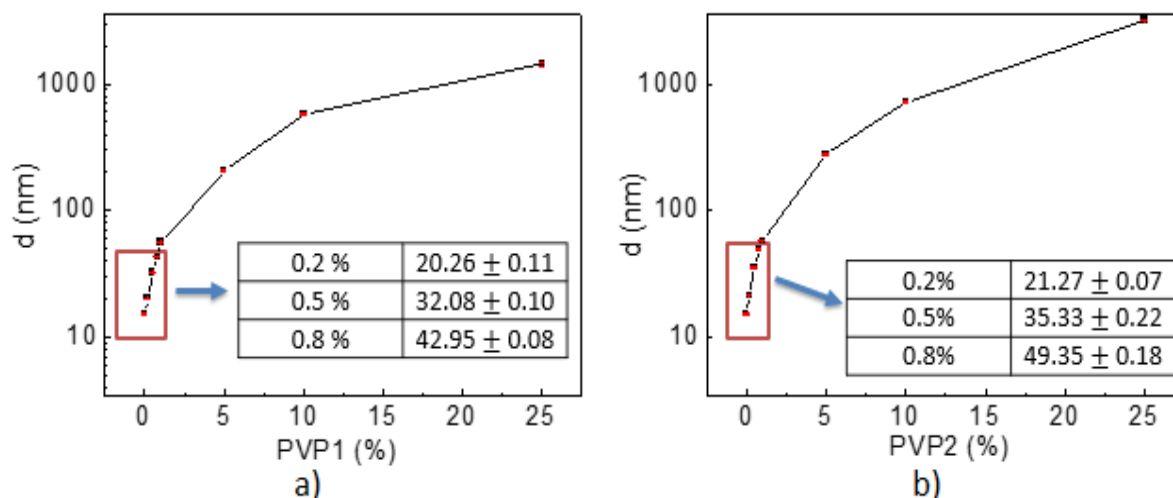 d (nm)
1000
100
10
0.2 % 20.26 ± 0.11
0.5 % 32.08 ± 0.10
0.8 % 42.95 ± 0.08
0 5 10 15 20 25
PVP1 (%)
a)
d (nm)
1000
100
10
0.2% 21.27 ± 0.07
0.5% 35.33 ± 0.22
0.8% 49.35 ± 0.18
0 5 10 15 20 25
PVP2 (%)
b)